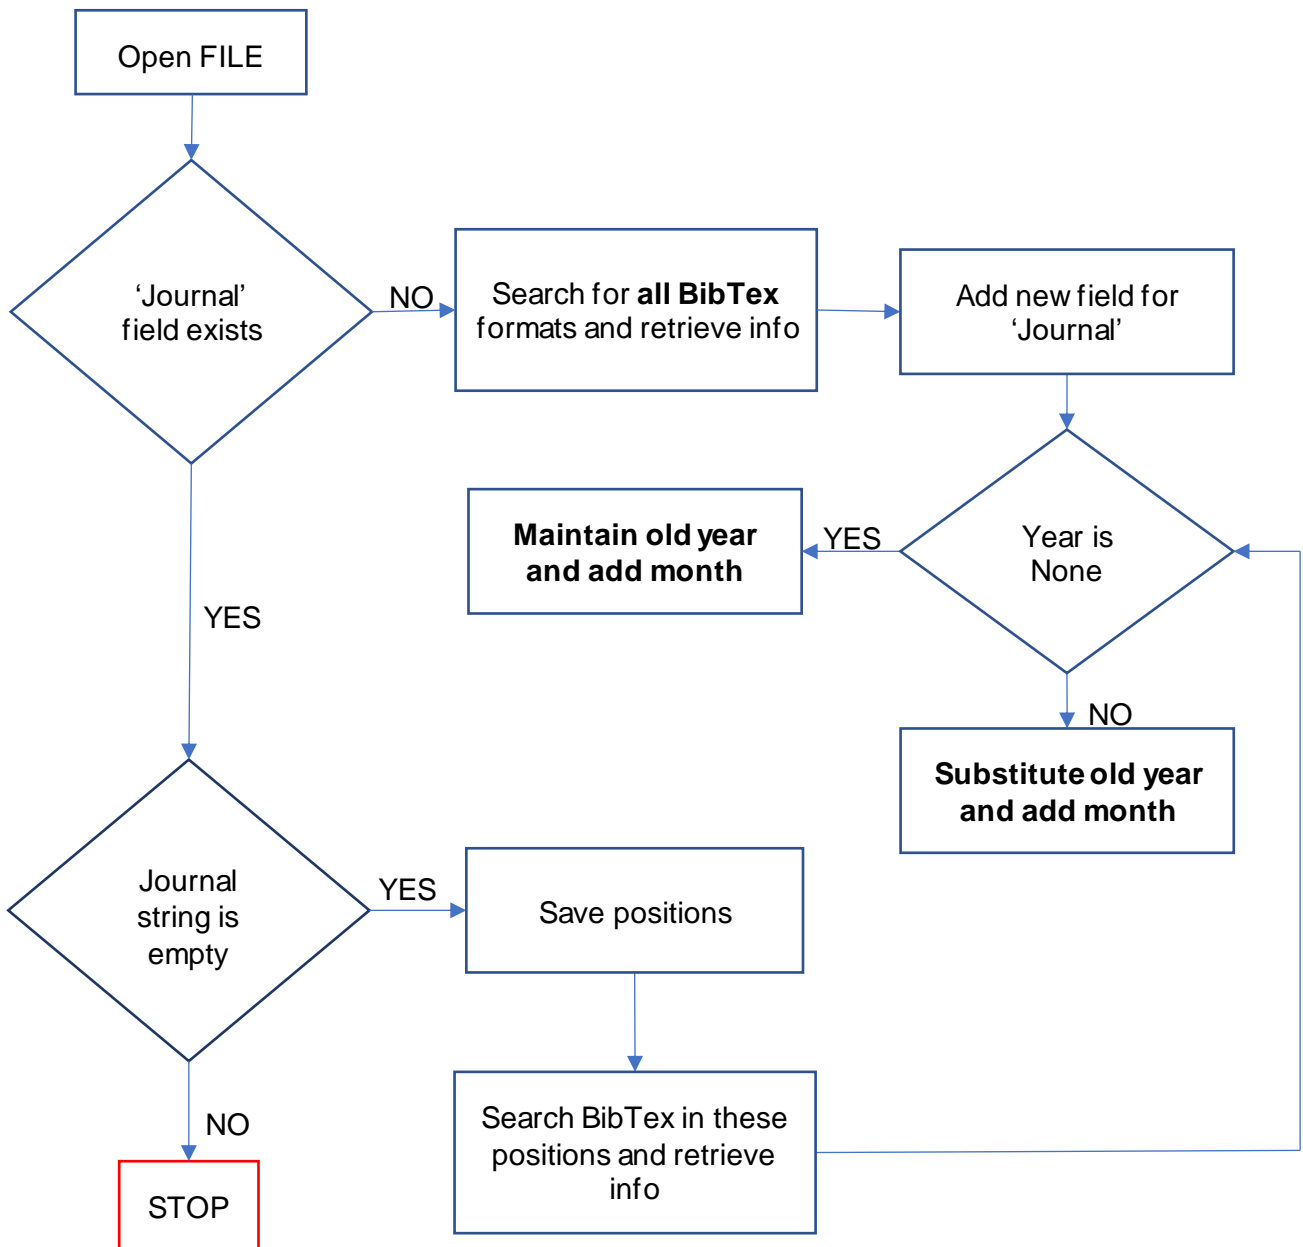 Open FILE
‘Journal’
field exists
NO
Search for all BibTex
formats and retrieve info
Add new field for
‘Journal’
Maintain old year
and add month
YES
Year is
None
YES
NO
Substitute old year
and add month
Journal
string is
empty
YES
Save positions
NO
Search BibTex in these
positions and retrieve
info
STOP